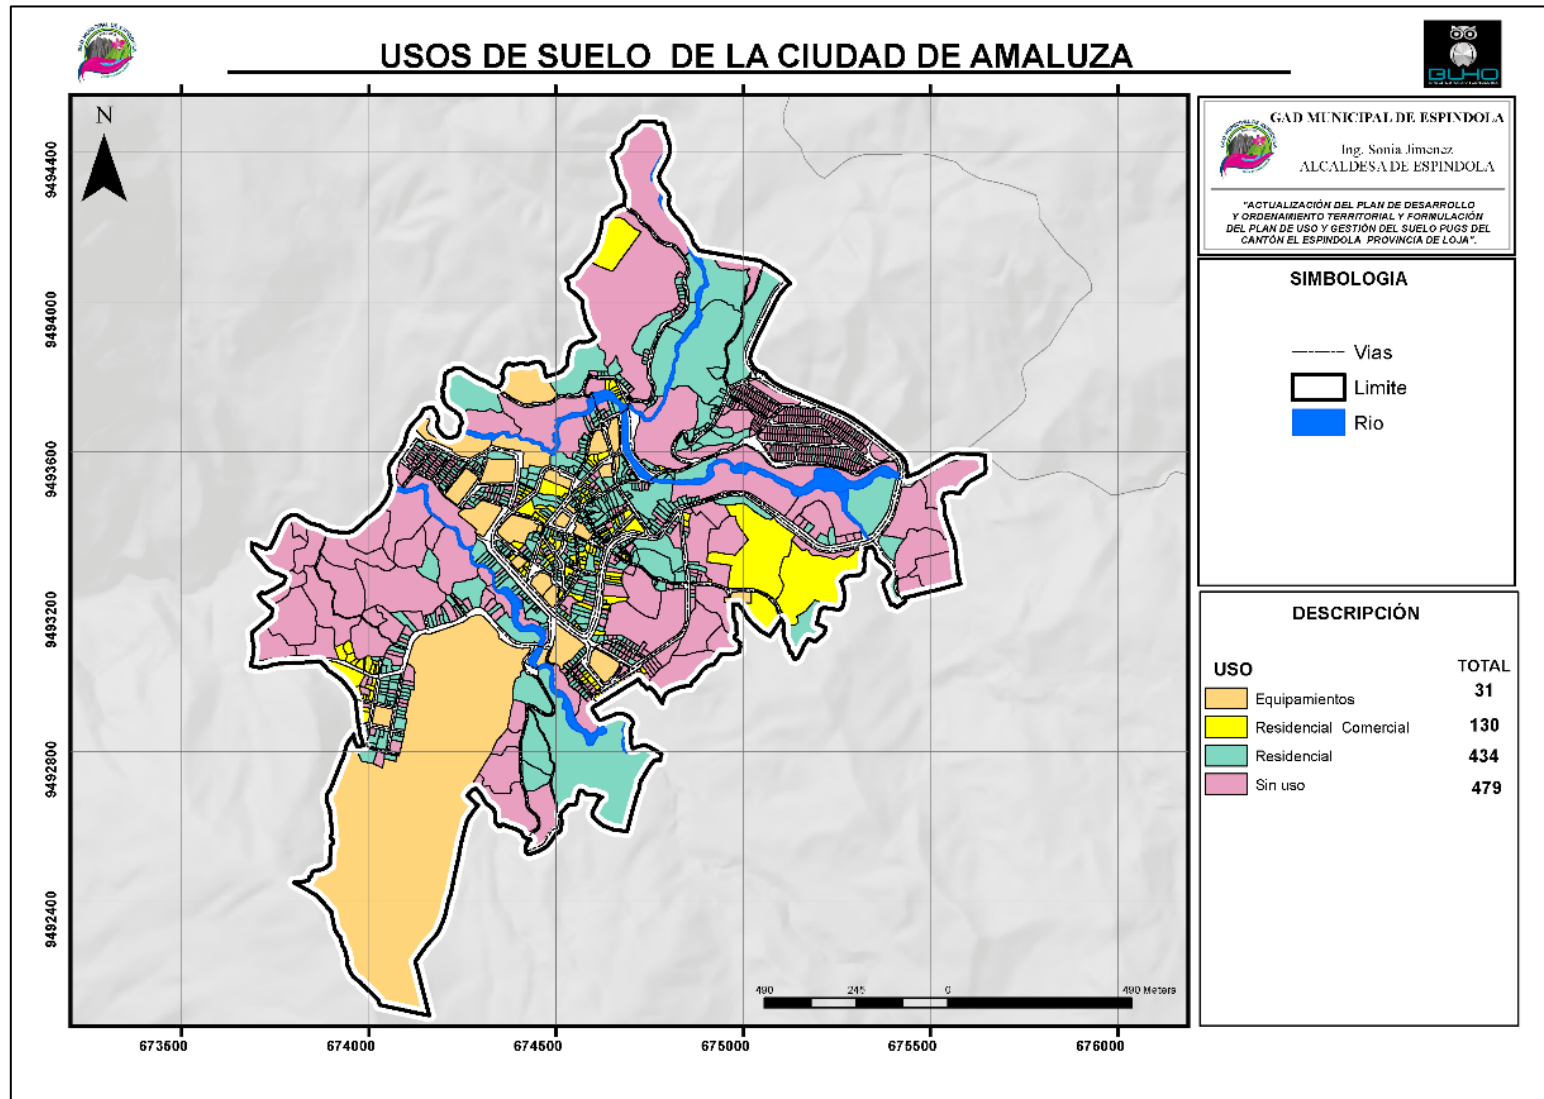 USOS DE SUELO DE LA CIUDAD DE AMALUZA
BUHO
N
GAD MUNICIPAL DE ESPINDOLA
Ing. Sonia Jimenez
ALCALDESA DE ESPINDOLA
"ACTUALIZACIÓN DEL PLAN DE DESARROLLO
Y ORDENAMIENTO TERRITORIAL Y FORMULACIÓN
DEL PLAN DE USO Y GESTIÓN DEL SUELO PUGS DEL
CANTÓN EL ESPINDOLA PROVINCIA DE LOJA".
SIMBOLOGIA
Vias
Limite
Rio
DESCRIPCIÓN
USO TOTAL
Equipamientos 31
Residencial Comercial 130
Residencial 434
Sin uso 479
9494400
9494000
9493600
9493200
9492800
9492400
490 245 0 490 Meters
673500 674000 674500 675000 675500 676000